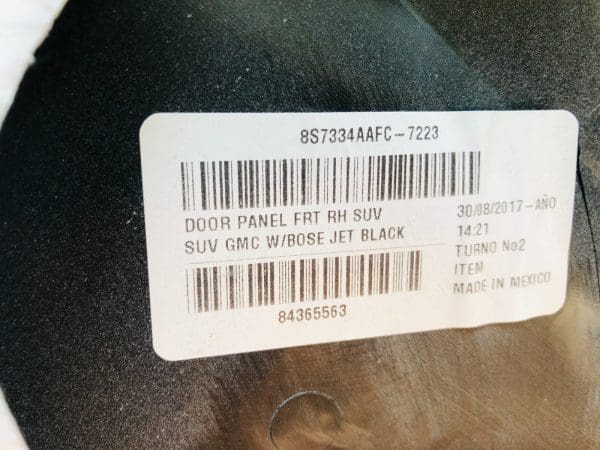 8S7334AAFC-7223
DOOR PANEL FRT RH SUV
SUV GMC W/BOSE JET BLACK
84365563
30/08/2017-AÑO
14:21
TURNO No2
ITEM
MADE IN MEXICO